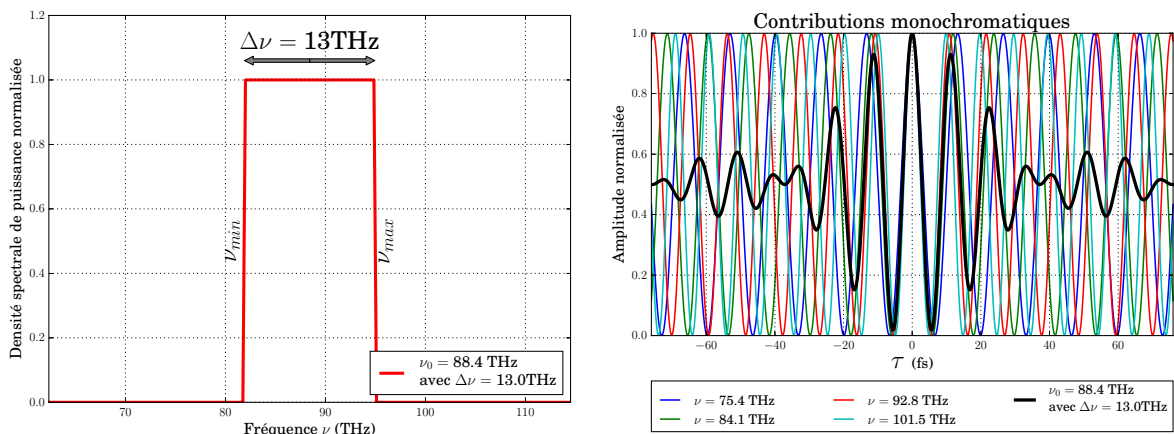 Δν = 13THz
Densité spectrale de puissance normalisée
1.2
1.0
0.8
0.6
0.4
0.2
0.0
ν_min
ν_max
ν₀ = 88.4 THz
avec Δν = 13.0THz
70
80
90
100
110
Fréquence ν (THz)
Contributions monochromatiques
Amplitude normalisée
1.0
0.8
0.6
0.4
0.2
0.0
−60
−40
−20
0
20
40
60
τ (fs)
ν = 75.4 THz
ν = 84.1 THz
ν = 92.8 THz
ν = 101.5 THz
ν₀ = 88.4 THz
avec Δν = 13.0THz